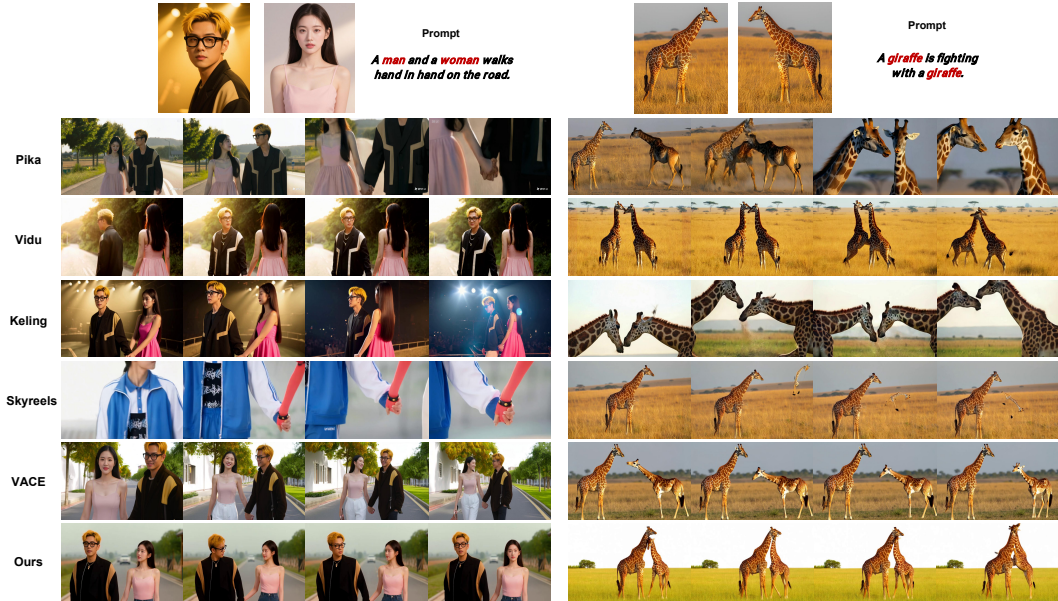 Prompt
A man and a woman walks
hand in hand on the road.
Prompt
A giraffe is fighting
with a giraffe.
Pika
Vidu
Keling
Skyreels
VACE
Ours